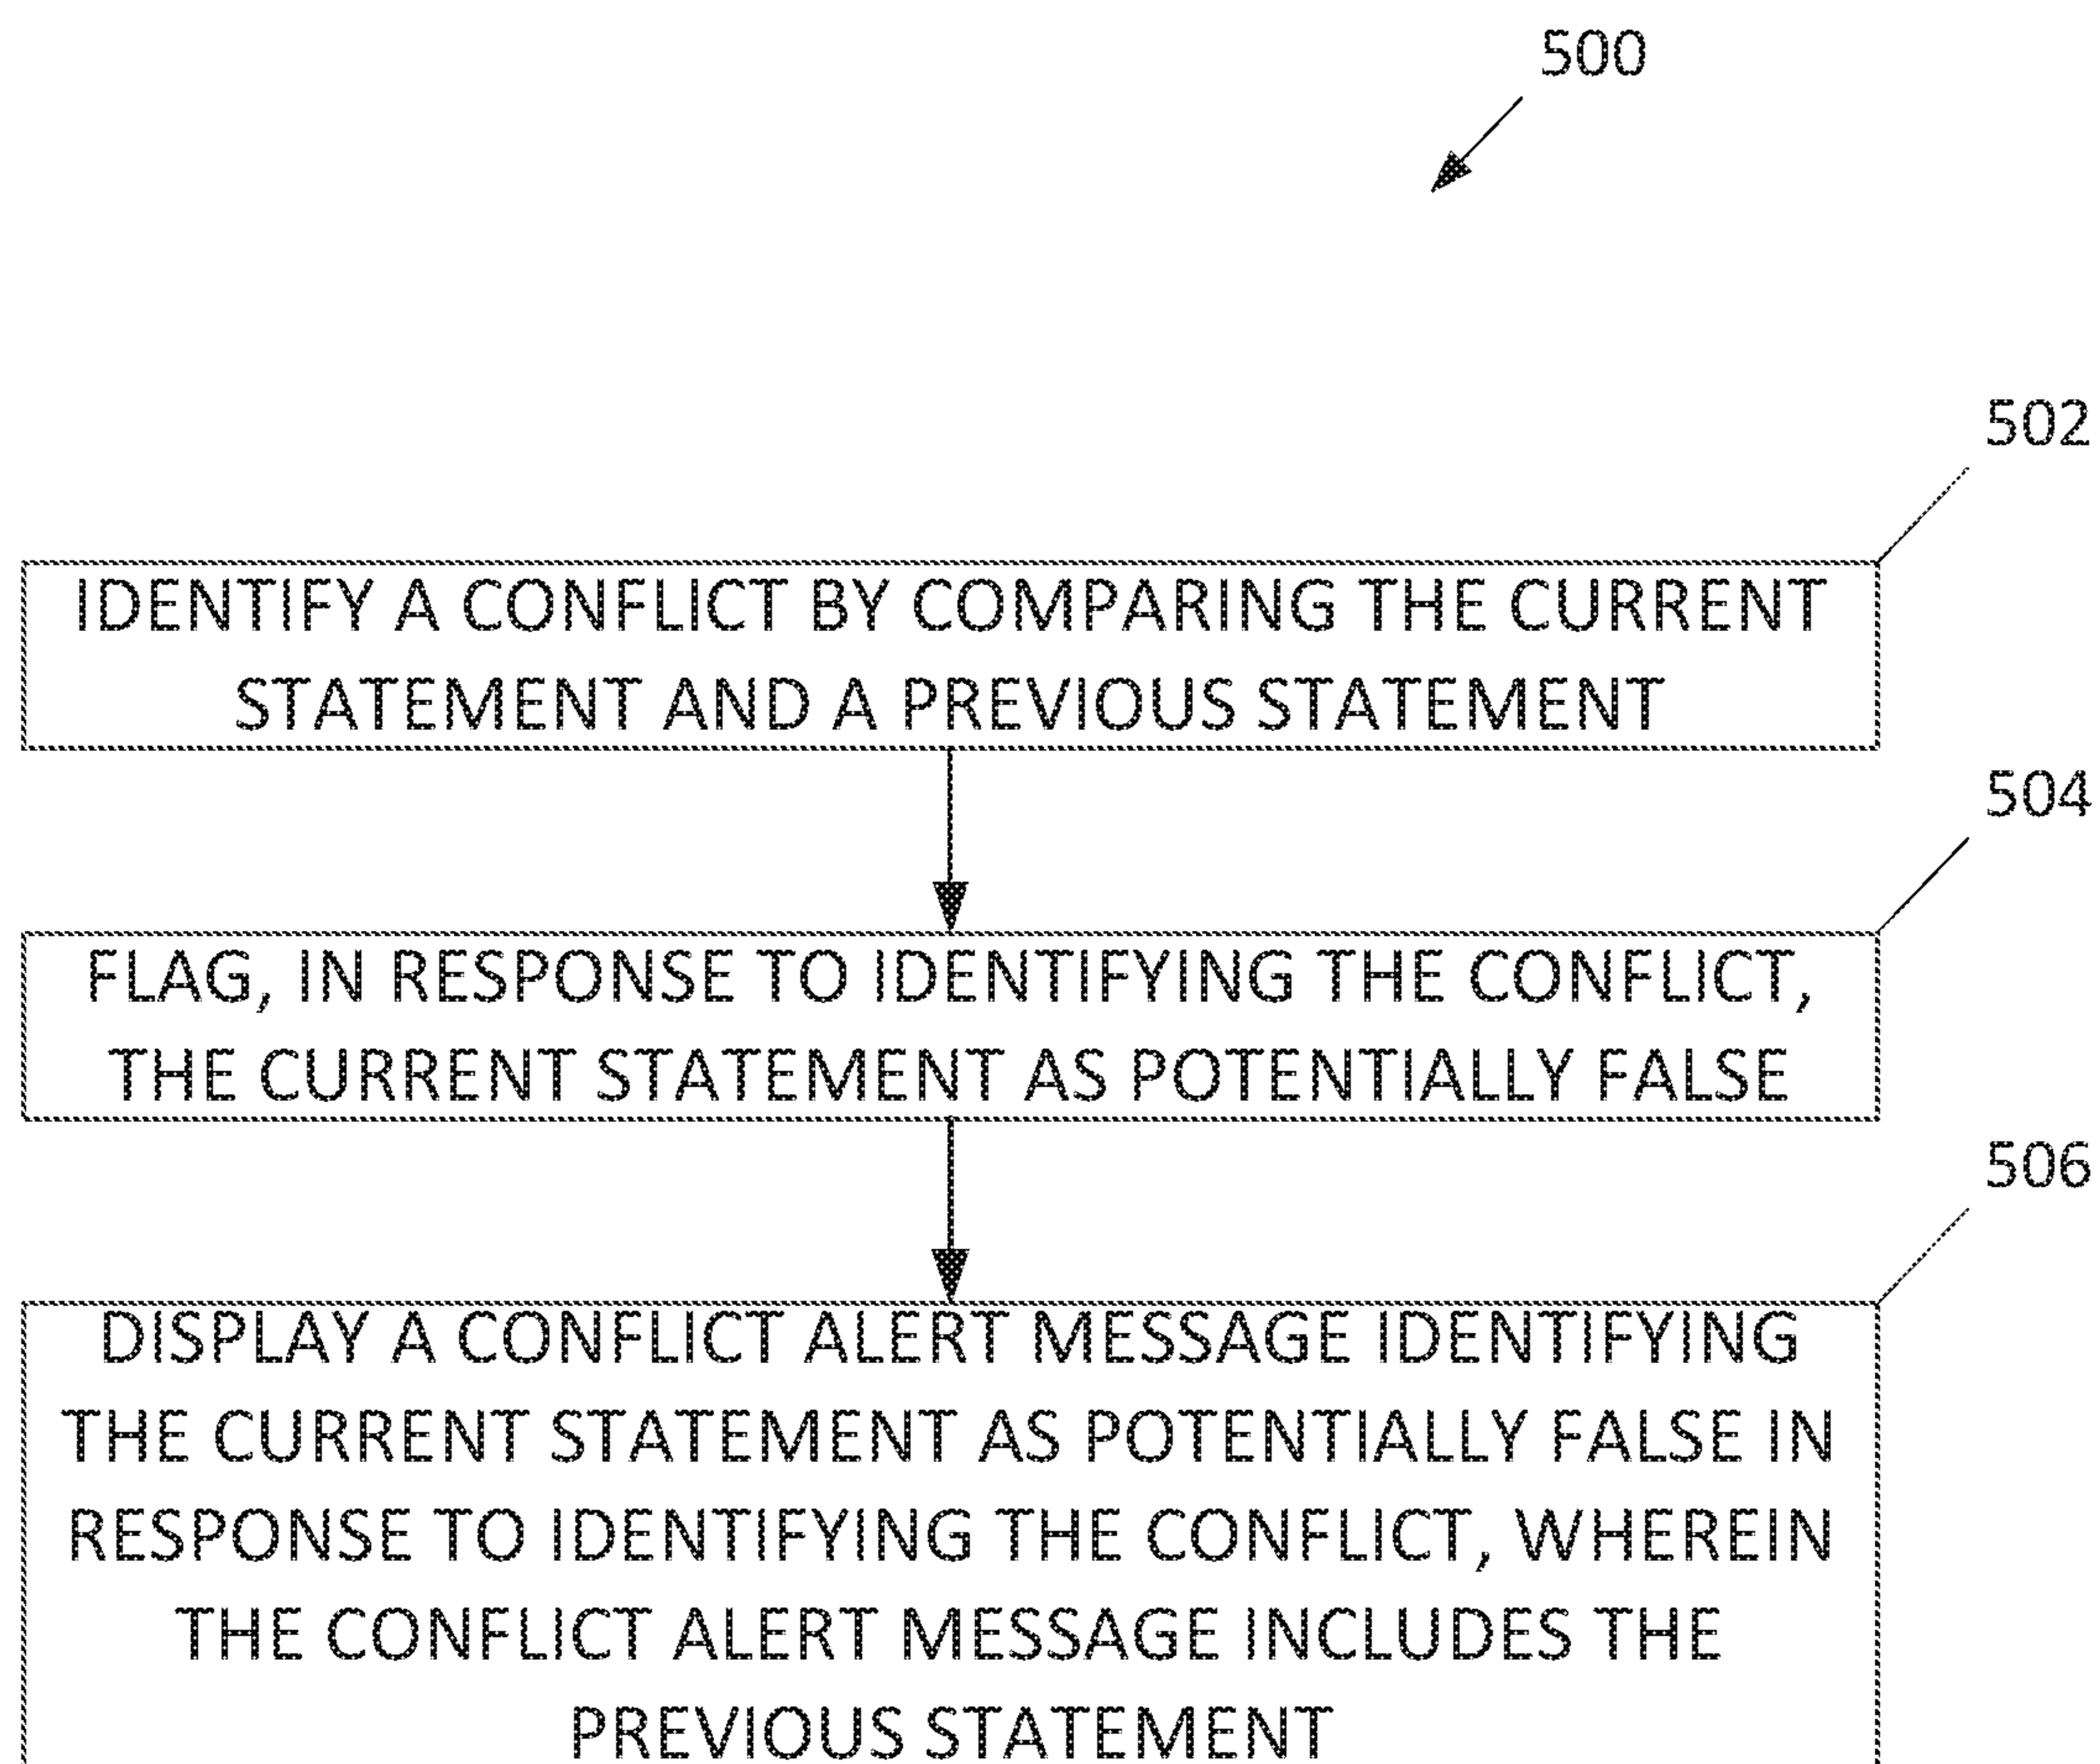 500
502
IDENTIFY A CONFLICT BY COMPARING THE CURRENT
STATEMENT AND A PREVIOUS STATEMENT
504
FLAG, IN RESPONSE TO IDENTIFYING THE CONFLICT,
THE CURRENT STATEMENT AS POTENTIALLY FALSE
506
DISPLAY A CONFLICT ALERT MESSAGE IDENTIFYING
THE CURRENT STATEMENT AS POTENTIALLY FALSE IN
RESPONSE TO IDENTIFYING THE CONFLICT, WHEREIN
THE CONFLICT ALERT MESSAGE INCLUDES THE
PREVIOUS STATEMENT